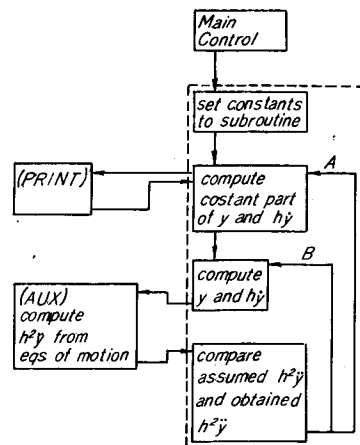 Main
Control
set constants
to subroutine
A
(PRINT)
compute
costant part
of y and hẏ
B
compute
y and hẏ
(AUX)
compute
h²ÿ from
eqs of motion
compare
assumed h²ÿ
and obtained
h²ÿ